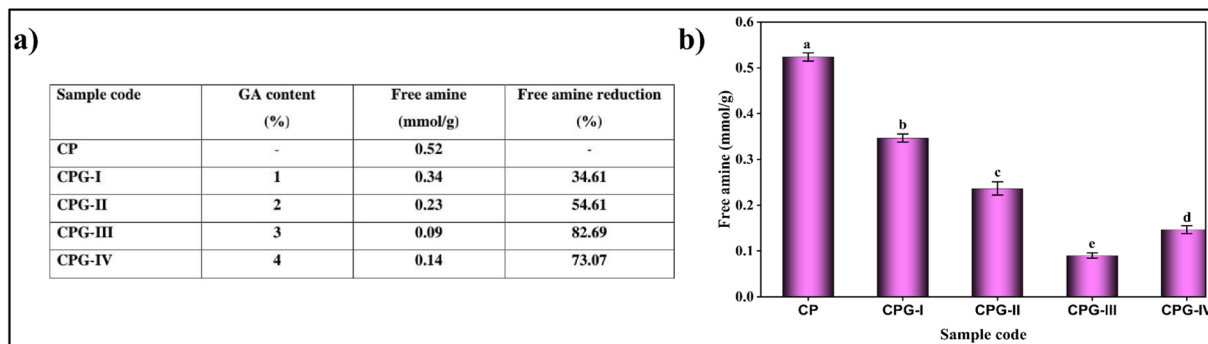 a)
Sample code GA content (%) Free amine (mmol/g) Free amine reduction (%)
CP - 0.52 -
CPG-I 1 0.34 34.61
CPG-II 2 0.23 54.61
CPG-III 3 0.09 82.69
CPG-IV 4 0.14 73.07
b)
Free amine (mmol/g)
0.6
0.5
0.4
0.3
0.2
0.1
0.0
a
b
c
e
d
CP CPG-I CPG-II CPG-III CPG-IV
Sample code